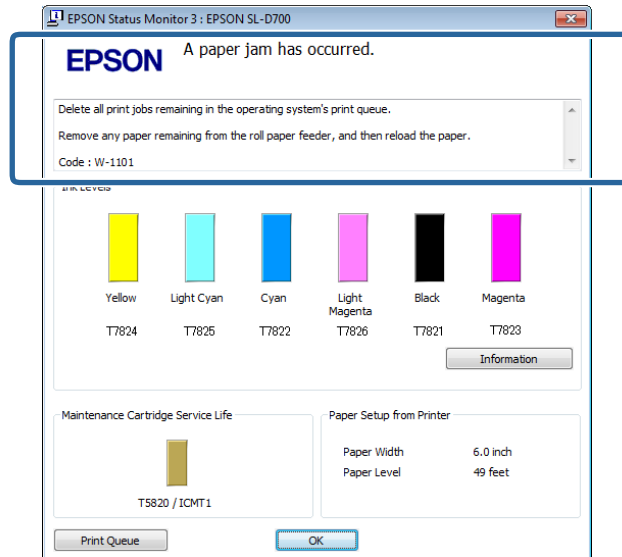 EPSON Status Monitor 3 : EPSON SL-D700
EPSON
A paper jam has occurred.
Delete all print jobs remaining in the operating system's print queue.
Remove any paper remaining from the roll paper feeder, and then reload the paper.
Code : W-1101
Ink Levels
Yellow Light Cyan Cyan Light Magenta Black Magenta
T7824 T7825 T7822 T7826 T7821 T7823
Information
Maintenance Cartridge Service Life
T5820 / ICMT1
Paper Setup from Printer
Paper Width 6.0 inch
Paper Level 49 feet
Print Queue
OK